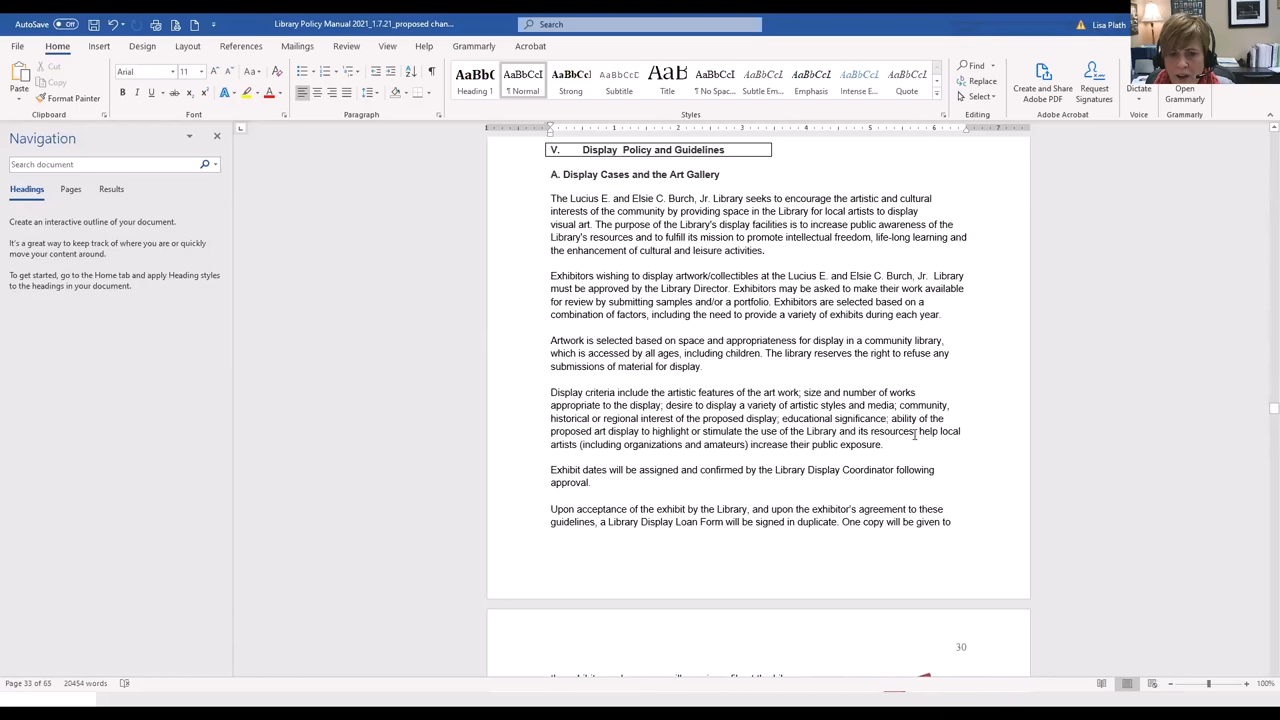 AutoSave Off
Library Policy Manual 2021_1.7.21_proposed chan...
Search
Lisa Plath
File Home Insert Design Layout References Mailings Review View Help Grammarly Acrobat
Paste
Cut
Copy
Format Painter
Clipboard
Arial 11
Font
Paragraph
AaBbC Heading 1
AaBbCcI ¶ Normal
AaBbCc Strong
AaBbCcD Subtitle
AaBb Title
AaBbCcI ¶ No Spac...
AaBbCcI Subtle Em...
AaBbCcI Emphasis
AaBbCcI Intense E...
AaBbCcI Quote
Styles
Find
Replace
Select
Editing
Create and Share Adobe PDF
Request Signatures
Adobe Acrobat
Dictate
Voice
Open Grammarly
Grammarly
Navigation
Search document
Headings Pages Results
Create an interactive outline of your document.
It's a great way to keep track of where you are or quickly
move your content around.
To get started, go to the Home tab and apply Heading styles
to the headings in your document.
V. Display Policy and Guidelines
A. Display Cases and the Art Gallery
The Lucius E. and Elsie C. Burch, Jr. Library seeks to encourage the artistic and cultural
interests of the community by providing space in the Library for local artists to display
visual art. The purpose of the Library's display facilities is to increase public awareness of the
Library's resources and to fulfill its mission to promote intellectual freedom, life-long learning and
the enhancement of cultural and leisure activities.
Exhibitors wishing to display artwork/collectibles at the Lucius E. and Elsie C. Burch, Jr. Library
must be approved by the Library Director. Exhibitors may be asked to make their work available
for review by submitting samples and/or a portfolio. Exhibitors are selected based on a
combination of factors, including the need to provide a variety of exhibits during each year.
Artwork is selected based on space and appropriateness for display in a community library,
which is accessed by all ages, including children. The library reserves the right to refuse any
submissions of material for display.
Display criteria include the artistic features of the art work; size and number of works
appropriate to the display; desire to display a variety of artistic styles and media; community,
historical or regional interest of the proposed display; educational significance; ability of the
proposed art display to highlight or stimulate the use of the Library and its resources help local
artists (including organizations and amateurs) increase their public exposure.
Exhibit dates will be assigned and confirmed by the Library Display Coordinator following
approval.
Upon acceptance of the exhibit by the Library, and upon the exhibitor's agreement to these
guidelines, a Library Display Loan Form will be signed in duplicate. One copy will be given to
30
Page 33 of 65 20454 words
100%